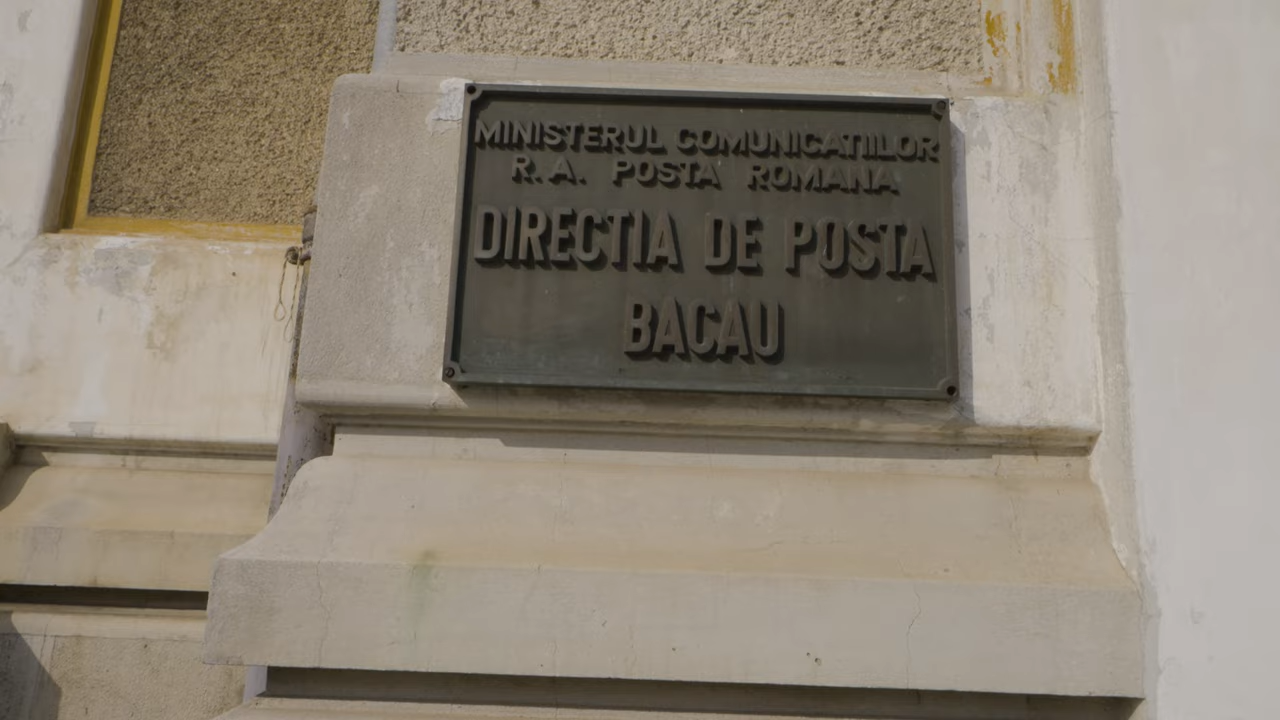 MINISTERUL COMUNICATIILOR
R.A. POSTA ROMANA
DIRECTIA DE POSTA
BACAU